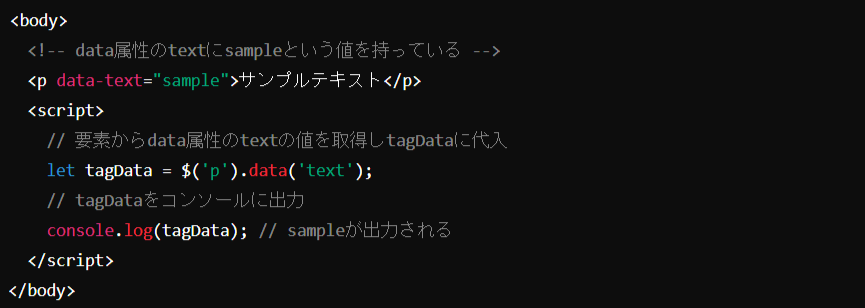 <body>
<!-- data属性のtextにsampleという値を持っている -->
<p data-text="sample">サンプルテキスト</p>
<script>
// 要素からdata属性のtextの値を取得しtagDataに代入
let tagData = $('p').data('text');
// tagDataをコンソールに出力
console.log(tagData); // sampleが出力される
</script>
</body>